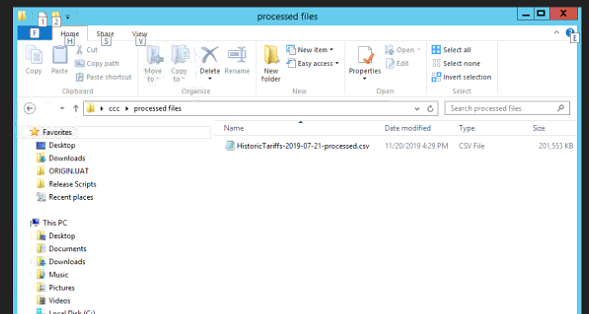 processed files
1 2
F Home Share View
H S V E
Copy
Paste
Cut
Copy path
Paste shortcut
Move to
Copy to
Delete
Rename
New folder
New item
Easy access
Properties
Open
Edit
Select all
Select none
Invert selection
Clipboard Organize New Open Select
ccc processed files
Search processed files
Name Date modified Type Size
HistoricTariffs-2019-07-21-processed.csv 11/20/2019 4:29 PM CSV File 201,553 KB
Favorites
Desktop
Downloads
ORIGIN.UAT
Release Scripts
Recent places
This PC
Desktop
Documents
Downloads
Music
Pictures
Videos
Local Disk (C:)